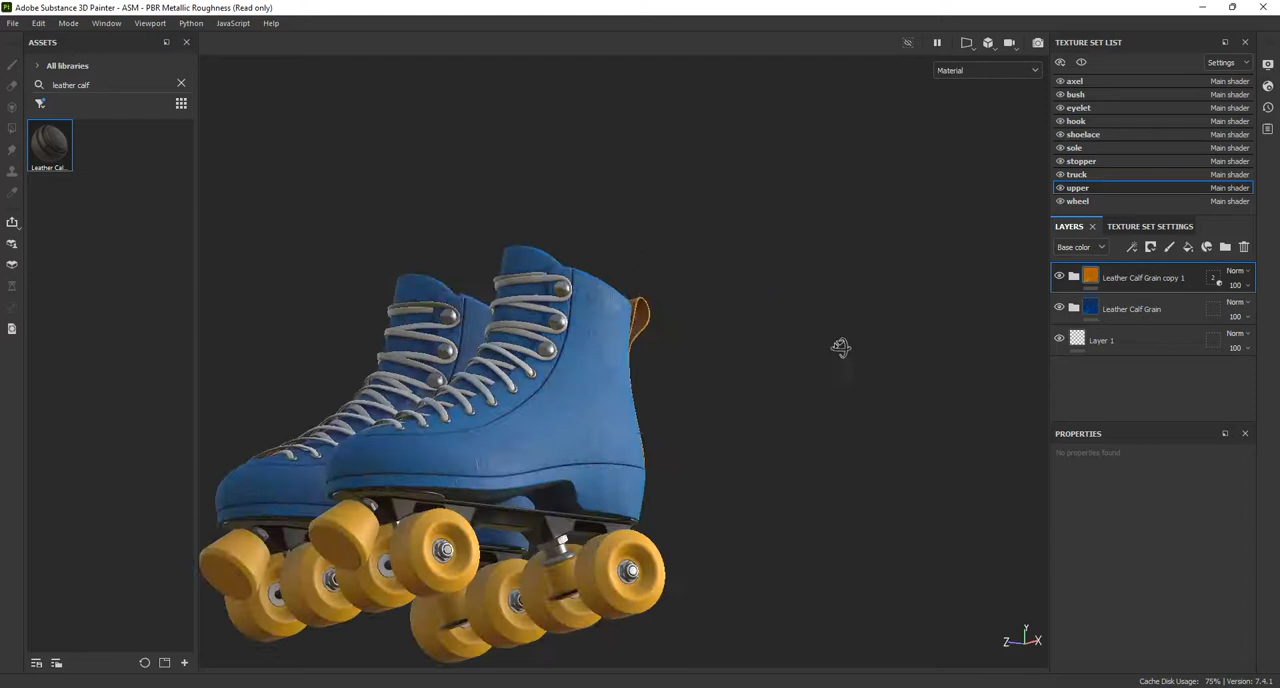 Pt Adobe Substance 3D Painter - ASM - PBR Metallic Roughness (Read only)
File Edit Mode Window Viewport Python JavaScript Help
ASSETS
All libraries
leather calf
Leather Cal...
Material
TEXTURE SET LIST
Settings
axel Main shader
bush Main shader
eyelet Main shader
hook Main shader
shoelace Main shader
sole Main shader
stopper Main shader
truck Main shader
upper Main shader
wheel Main shader
LAYERS TEXTURE SET SETTINGS
Base color
Leather Calf Grain copy 1 2 Norm 100
Leather Calf Grain Norm 100
Layer 1 Norm 100
PROPERTIES
No properties found
Y
Z X
Cache Disk Usage: 75% | Version: 7.4.1